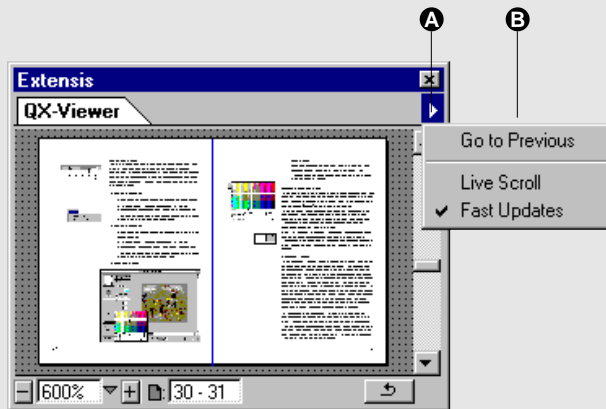 A B
Extensis
QX-Viewer
Go to Previous
Live Scroll
Fast Updates
600% 30 - 31